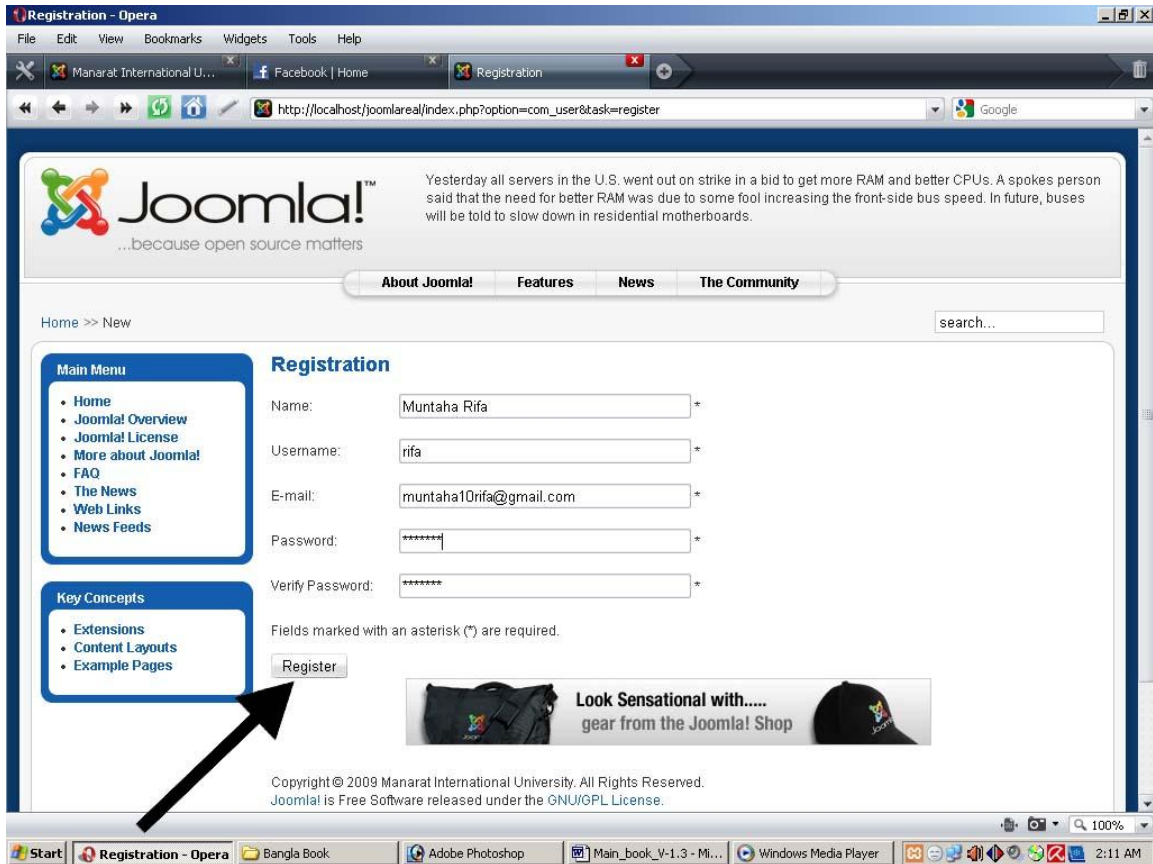 Registration - Opera
File Edit View Bookmarks Widgets Tools Help
Manarat International U... Facebook | Home Registration
http://localhost/joomlareal/index.php?option=com_user&task=register Google
Joomla!™
...because open source matters
Yesterday all servers in the U.S. went out on strike in a bid to get more RAM and better CPUs. A spokes person
said that the need for better RAM was due to some fool increasing the front-side bus speed. In future, buses
will be told to slow down in residential motherboards.
About Joomla! Features News The Community
Home >> New search...
Main Menu
Home
Joomla! Overview
Joomla! License
More about Joomla!
FAQ
The News
Web Links
News Feeds
Key Concepts
Extensions
Content Layouts
Example Pages
Registration
Name: Muntaha Rifa *
Username: rifa *
E-mail: muntaha10rifa@gmail.com *
Password: ******* *
Verify Password: ******* *
Fields marked with an asterisk (*) are required.
Register
Look Sensational with.....
gear from the Joomla! Shop
Copyright © 2009 Manarat International University. All Rights Reserved.
Joomla! is Free Software released under the GNU/GPL License.
100%
Start Registration - Opera Bangla Book Adobe Photoshop Main_book_V-1.3 - Mi... Windows Media Player 2:11 AM